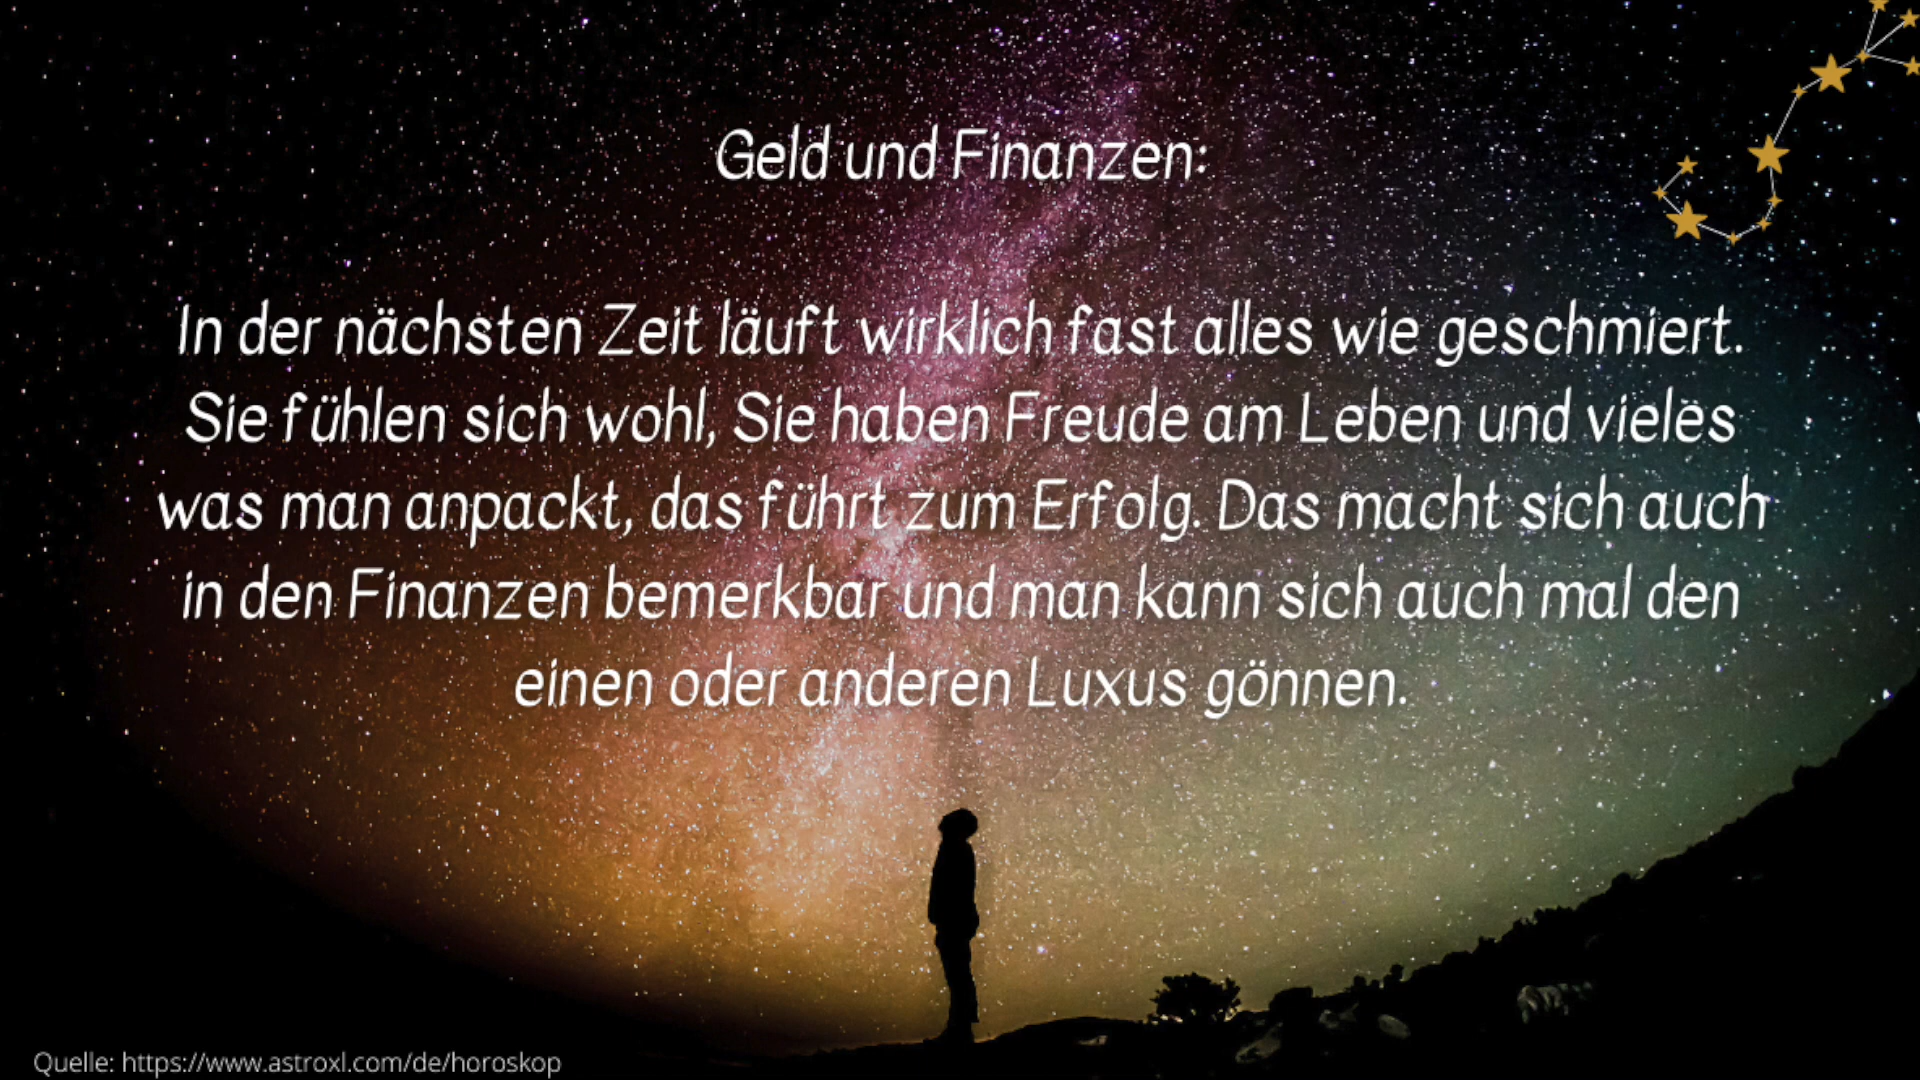 Geld und Finanzen:
In der nächsten Zeit läuft wirklich fast alles wie geschmiert.
Sie fühlen sich wohl, Sie haben Freude am Leben und vieles
was man anpackt, das führt zum Erfolg. Das macht sich auch
in den Finanzen bemerkbar und man kann sich auch mal den
einen oder anderen Luxus gönnen.
Quelle: https://www.astroxl.com/de/horoskop